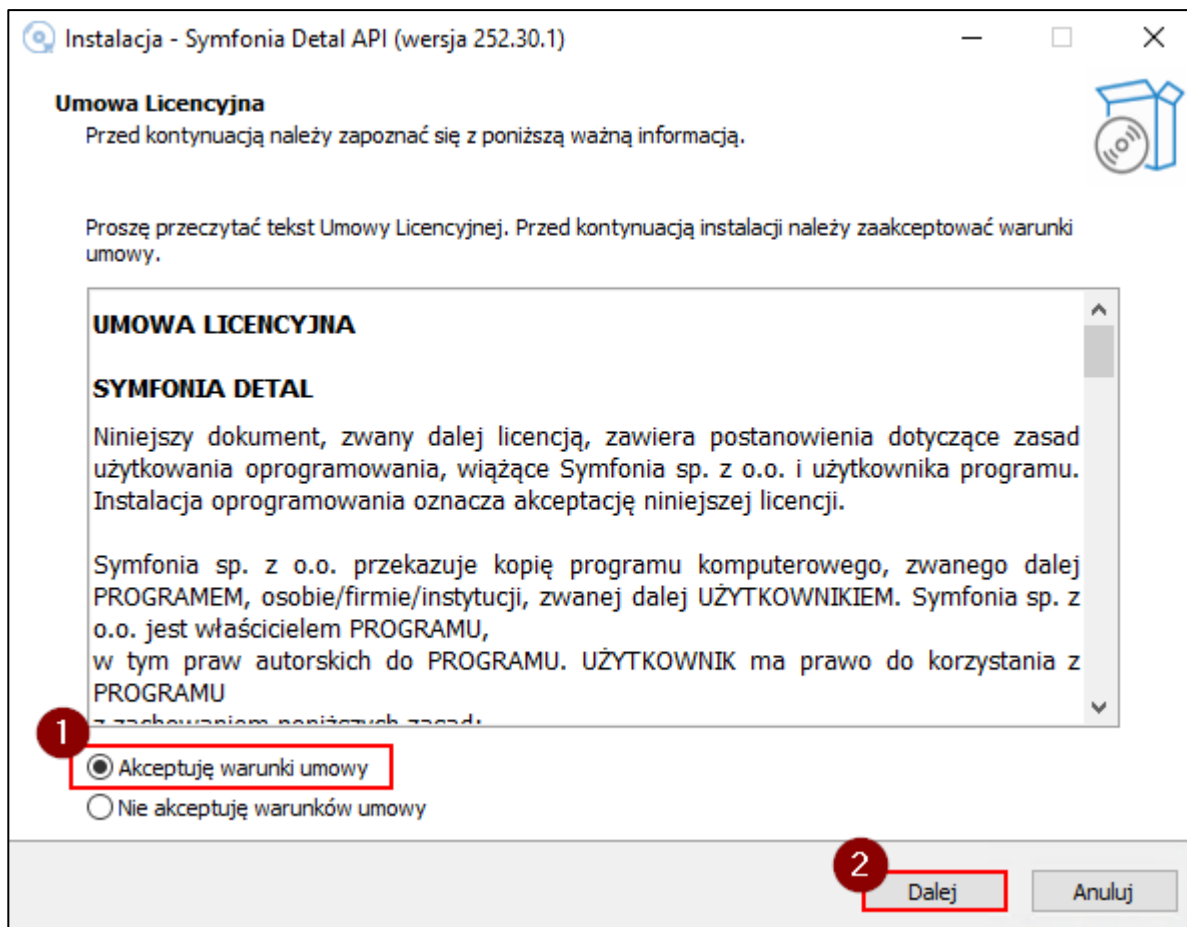 Instalacja - Symfonia Detal API (wersja 252.30.1)
Umowa Licencyjna
Przed kontynuacją należy zapoznać się z poniższą ważną informacją.
Proszę przeczytać tekst Umowy Licencyjnej. Przed kontynuacją instalacji należy zaakceptować warunki
umowy.
UMOWA LICENCYJNA
SYMFONIA DETAL
Niniejszy dokument, zwany dalej licencją, zawiera postanowienia dotyczące zasad
użytkowania oprogramowania, wiążące Symfonia sp. z o.o. i użytkownika programu.
Instalacja oprogramowania oznacza akceptację niniejszej licencji.
Symfonia sp. z o.o. przekazuje kopię programu komputerowego, zwanego dalej
PROGRAMEM, osobie/firmie/instytucji, zwanej dalej UŻYTKOWNIKIEM. Symfonia sp. z
o.o. jest właścicielem PROGRAMU,
w tym praw autorskich do PROGRAMU. UŻYTKOWNIK ma prawo do korzystania z
PROGRAMU
z zachowaniem poniższych zasad:
1
Akceptuję warunki umowy
Nie akceptuję warunków umowy
2
Dalej
Anuluj